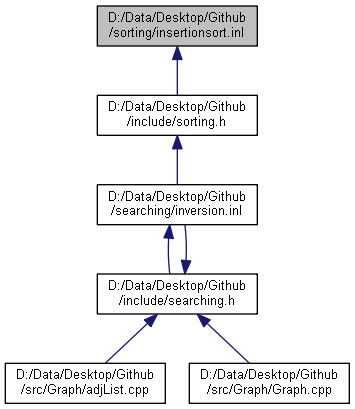 D:/Data/Desktop/Github
/sorting/insertionsort.inl
D:/Data/Desktop/Github
/include/sorting.h
D:/Data/Desktop/Github
/searching/inversion.inl
D:/Data/Desktop/Github
/include/searching.h
D:/Data/Desktop/Github
/src/Graph/adjList.cpp
D:/Data/Desktop/Github
/src/Graph/Graph.cpp